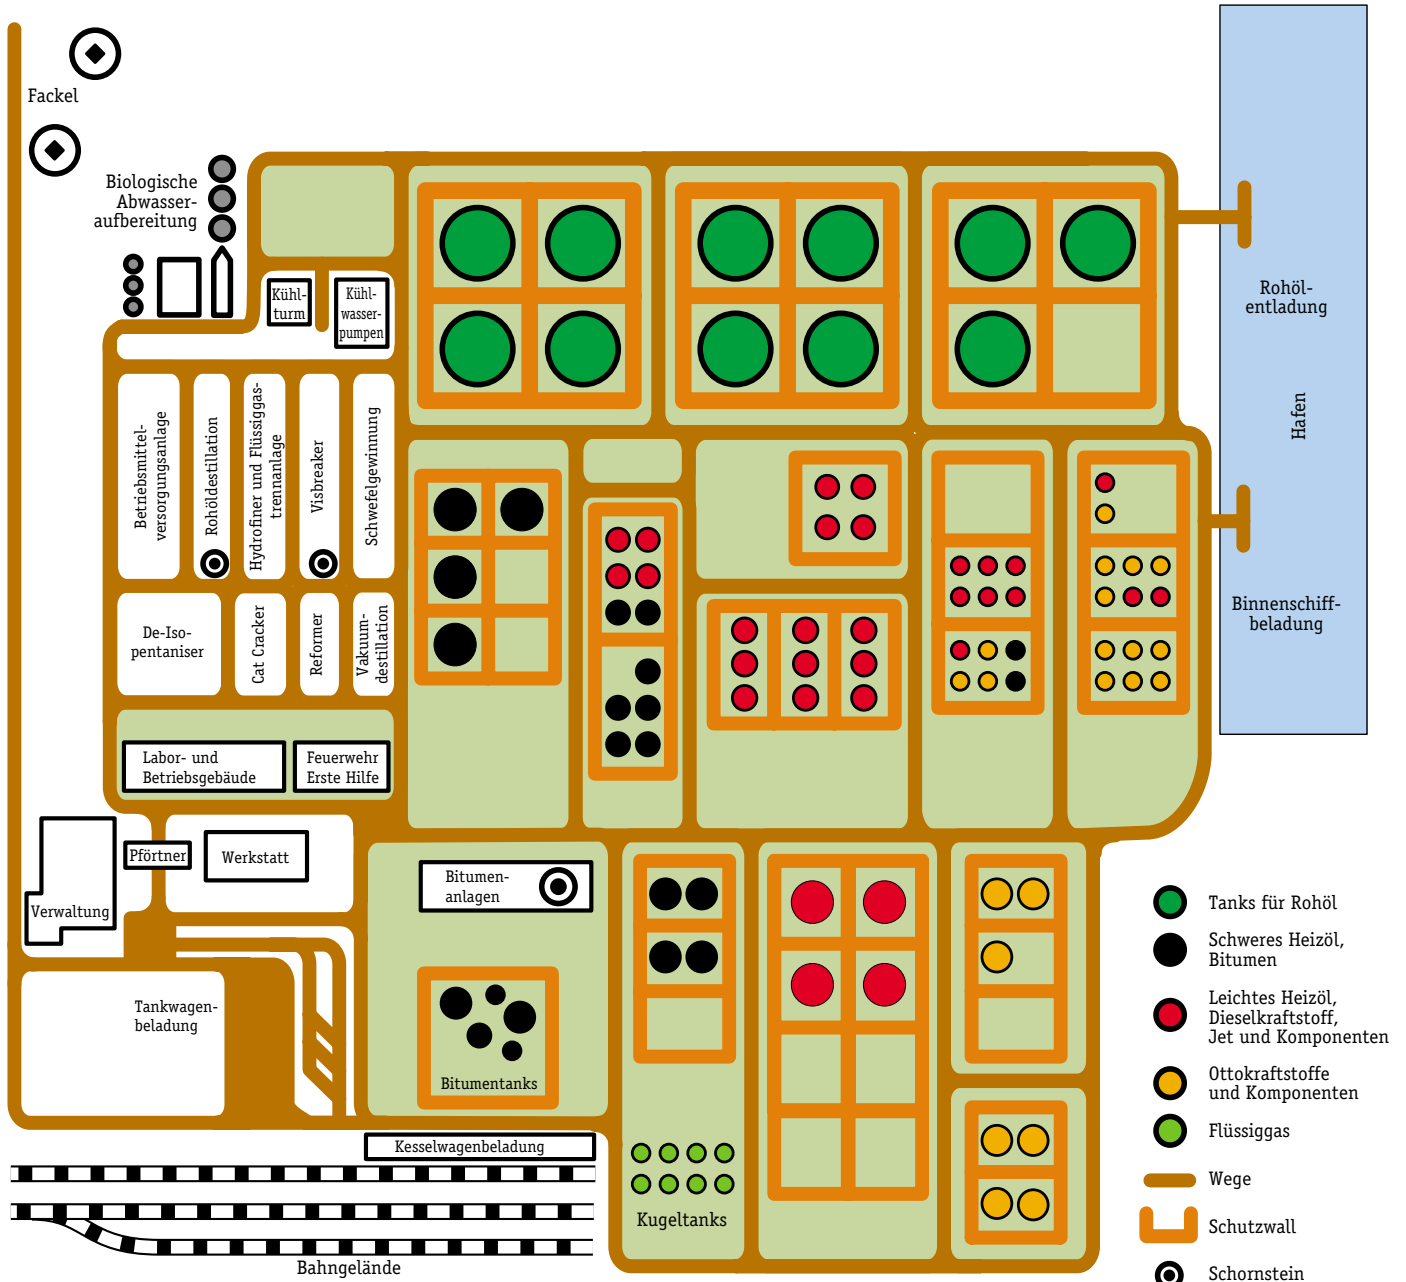 Fackel
Biologische
Abwasser-
aufbereitung
Kühl-
turm
Kühl-
wasser-
pumpen
Rohöl-
entladung
Hafen
Binnenschiff-
beladung
Betriebsmittel-
versorgungsanlage
Rohöldestillation
Hydrofiner und Flüssiggas-
trennanlage
Visbreaker
Schwefelgewinnung
De-Iso-
pentaniser
Cat Cracker
Reformer
Vakuum-
destillation
Labor- und
Betriebsgebäude
Feuerwehr
Erste Hilfe
Pförtner
Werkstatt
Verwaltung
Bitumen-
anlagen
Tankwagen-
beladung
Bitumentanks
Kesselwagenbeladung
Kugeltanks
Bahngelände
Tanks für Rohöl
Schweres Heizöl,
Bitumen
Leichtes Heizöl,
Dieselkraftstoff,
Jet und Komponenten
Ottokraftstoffe
und Komponenten
Flüssiggas
Wege
Schutzwall
Schornstein